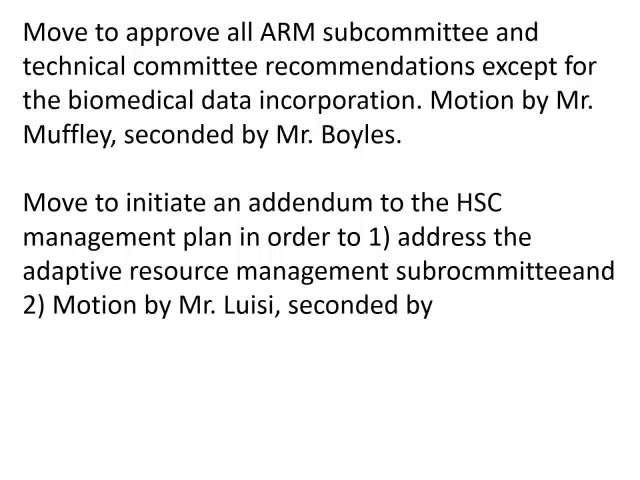 Move to approve all ARM subcommittee and
technical committee recommendations except for
the biomedical data incorporation. Motion by Mr.
Muffley, seconded by Mr. Boyles.
Move to initiate an addendum to the HSC
management plan in order to 1) address the
adaptive resource management subrocmmitteeand
2) Motion by Mr. Luisi, seconded by